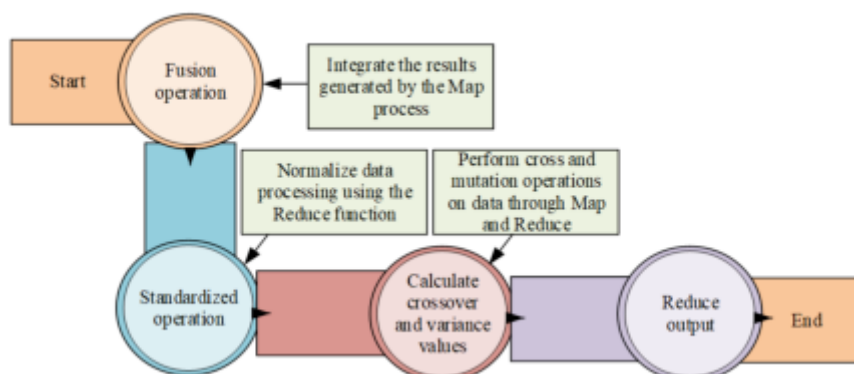 Start
Fusion
operation
Integrate the results
generated by the Map
process
Normalize data
processing using the
Reduce function
Perform cross and
mutation operations
on data through Map
and Reduce
Standardized
operation
Calculate
crossover
and variance
values
Reduce
output
End